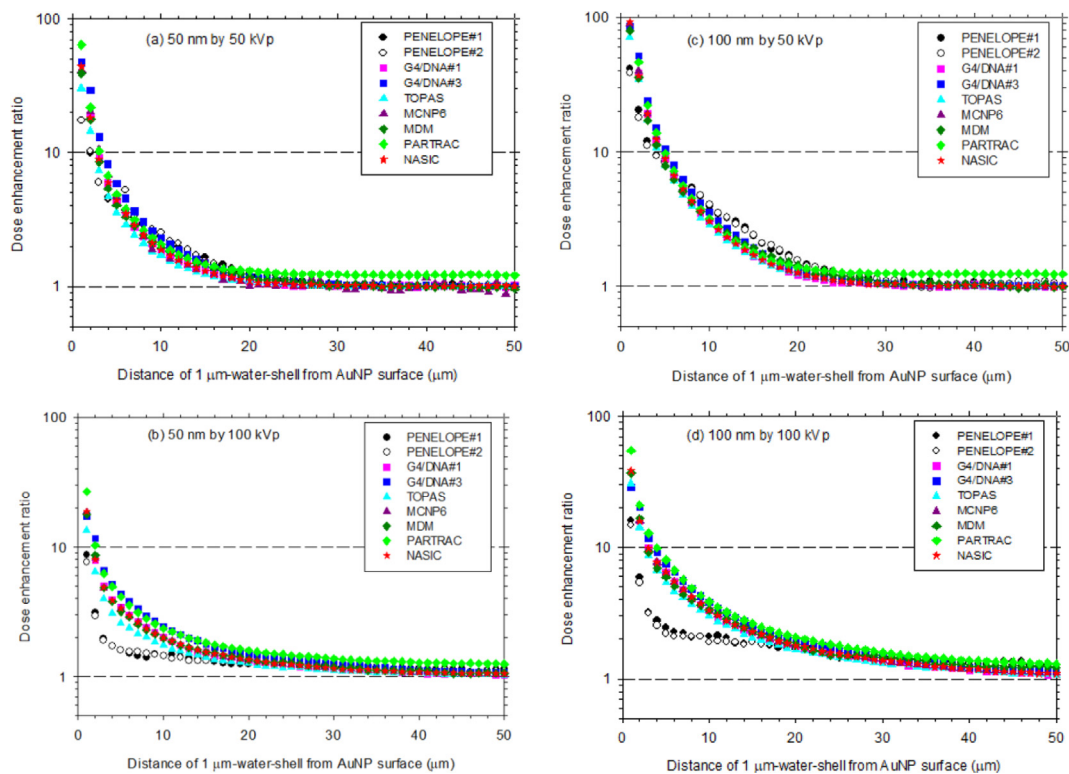 (a) 50 nm by 50 kVp
Dose enhancement ratio
100
10
1
0 10 20 30 40 50
Distance of 1 μm-water-shell from AuNP surface (μm)
PENELOPE#1
PENELOPE#2
G4/DNA#1
G4/DNA#3
TOPAS
MCNP6
MDM
PARTRAC
NASIC
(c) 100 nm by 50 kVp
Dose enhancement ratio
100
10
1
0 10 20 30 40 50
Distance of 1 μm-water-shell from AuNP surface (μm)
PENELOPE#1
PENELOPE#2
G4/DNA#1
G4/DNA#3
TOPAS
MCNP6
MDM
PARTRAC
NASIC
(b) 50 nm by 100 kVp
Dose enhancement ratio
100
10
1
0 10 20 30 40 50
Distance of 1 μm-water-shell from AuNP surface (μm)
PENELOPE#1
PENELOPE#2
G4/DNA#1
G4/DNA#3
TOPAS
MCNP6
MDM
PARTRAC
NASIC
(d) 100 nm by 100 kVp
Dose enhancement ratio
100
10
1
0 10 20 30 40 50
Distance of 1 μm-water-shell from AuNP surface (μm)
PENELOPE#1
PENELOPE#2
G4/DNA#1
G4/DNA#3
TOPAS
MCNP6
MDM
PARTRAC
NASIC